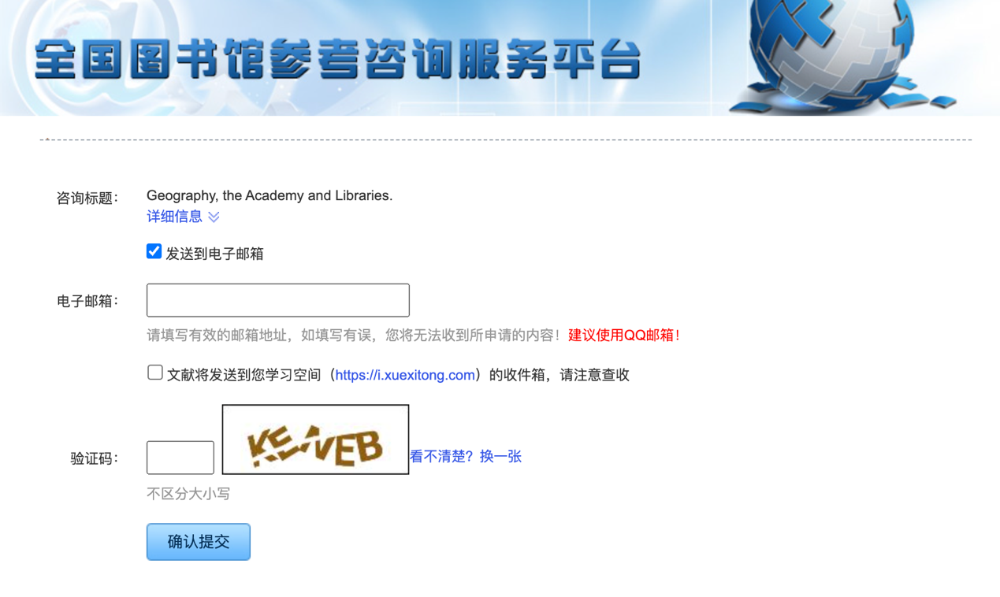 全国图书馆参考咨询服务平台
咨询标题：
Geography, the Academy and Libraries.
详细信息
发送到电子邮箱
电子邮箱：
请填写有效的邮箱地址，如填写有误，您将无法收到所申请的内容！建议使用QQ邮箱！
文献将发送到您学习空间（https://i.xuexitong.com）的收件箱，请注意查收
验证码：
看不清楚？换一张
不区分大小写
确认提交